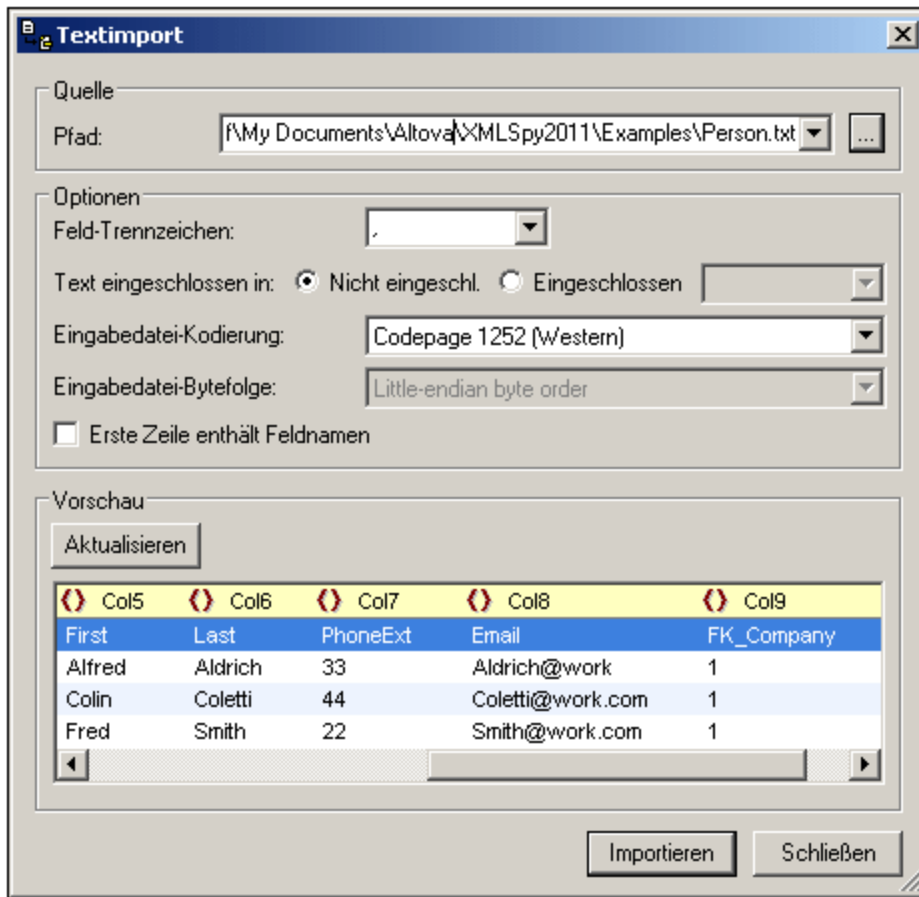 Textimport
Quelle
Pfad: f\My Documents\Altova\XMLSpy2011\Examples\Person.txt ...
Optionen
Feld-Trennzeichen: ,
Text eingeschlossen in: Nicht eingeschl. Eingeschlossen
Eingabedatei-Kodierung: Codepage 1252 (Western)
Eingabedatei-Bytefolge: Little-endian byte order
Erste Zeile enthält Feldnamen
Vorschau
Aktualisieren
Col5 Col6 Col7 Col8 Col9
First Last PhoneExt Email FK_Company
Alfred Aldrich 33 Aldrich@work 1
Colin Coletti 44 Coletti@work.com 1
Fred Smith 22 Smith@work.com 1
Importieren Schließen